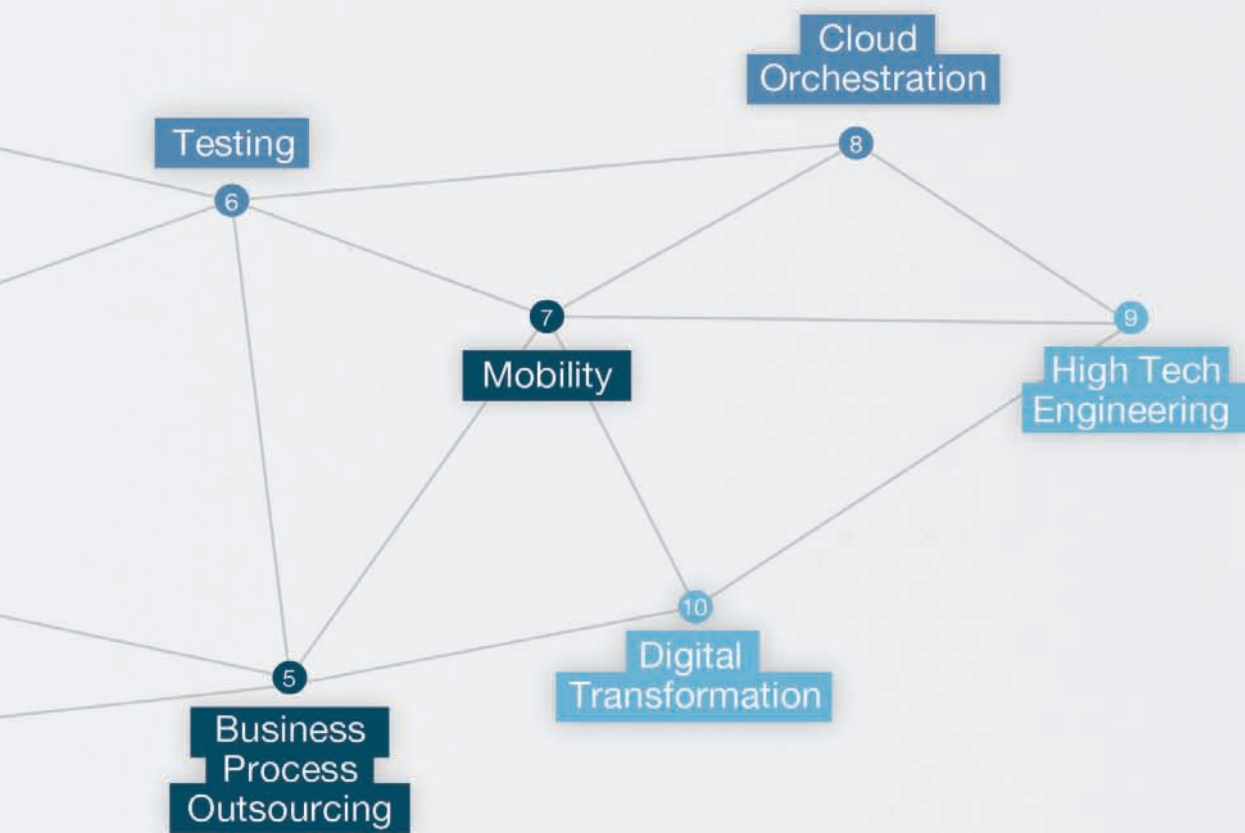 Cloud
Orchestration
8
Testing
6
7
Mobility
9
High Tech
Engineering
10
Digital
Transformation
5
Business
Process
Outsourcing